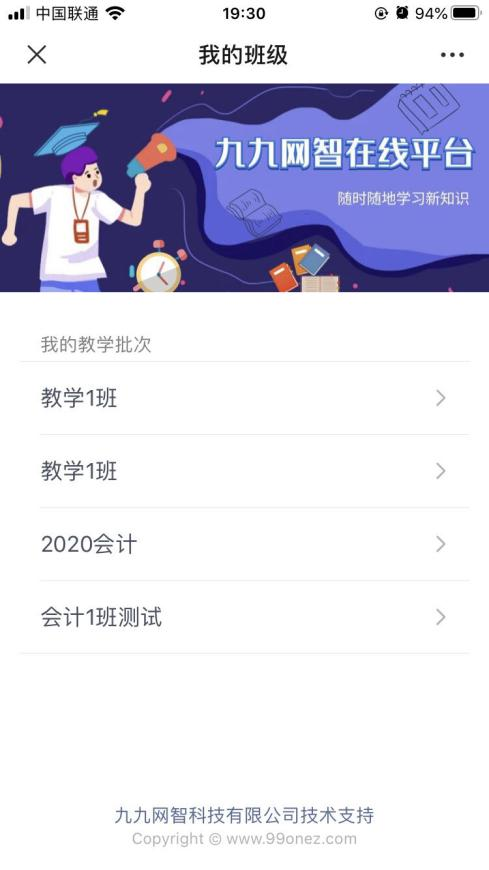 中国联通 19:30 94%
我的班级
九九网智在线平台
随时随地学习新知识
我的教学批次
教学1班
教学1班
2020会计
会计1班测试
九九网智科技有限公司技术支持
Copyright © www.99onez.com